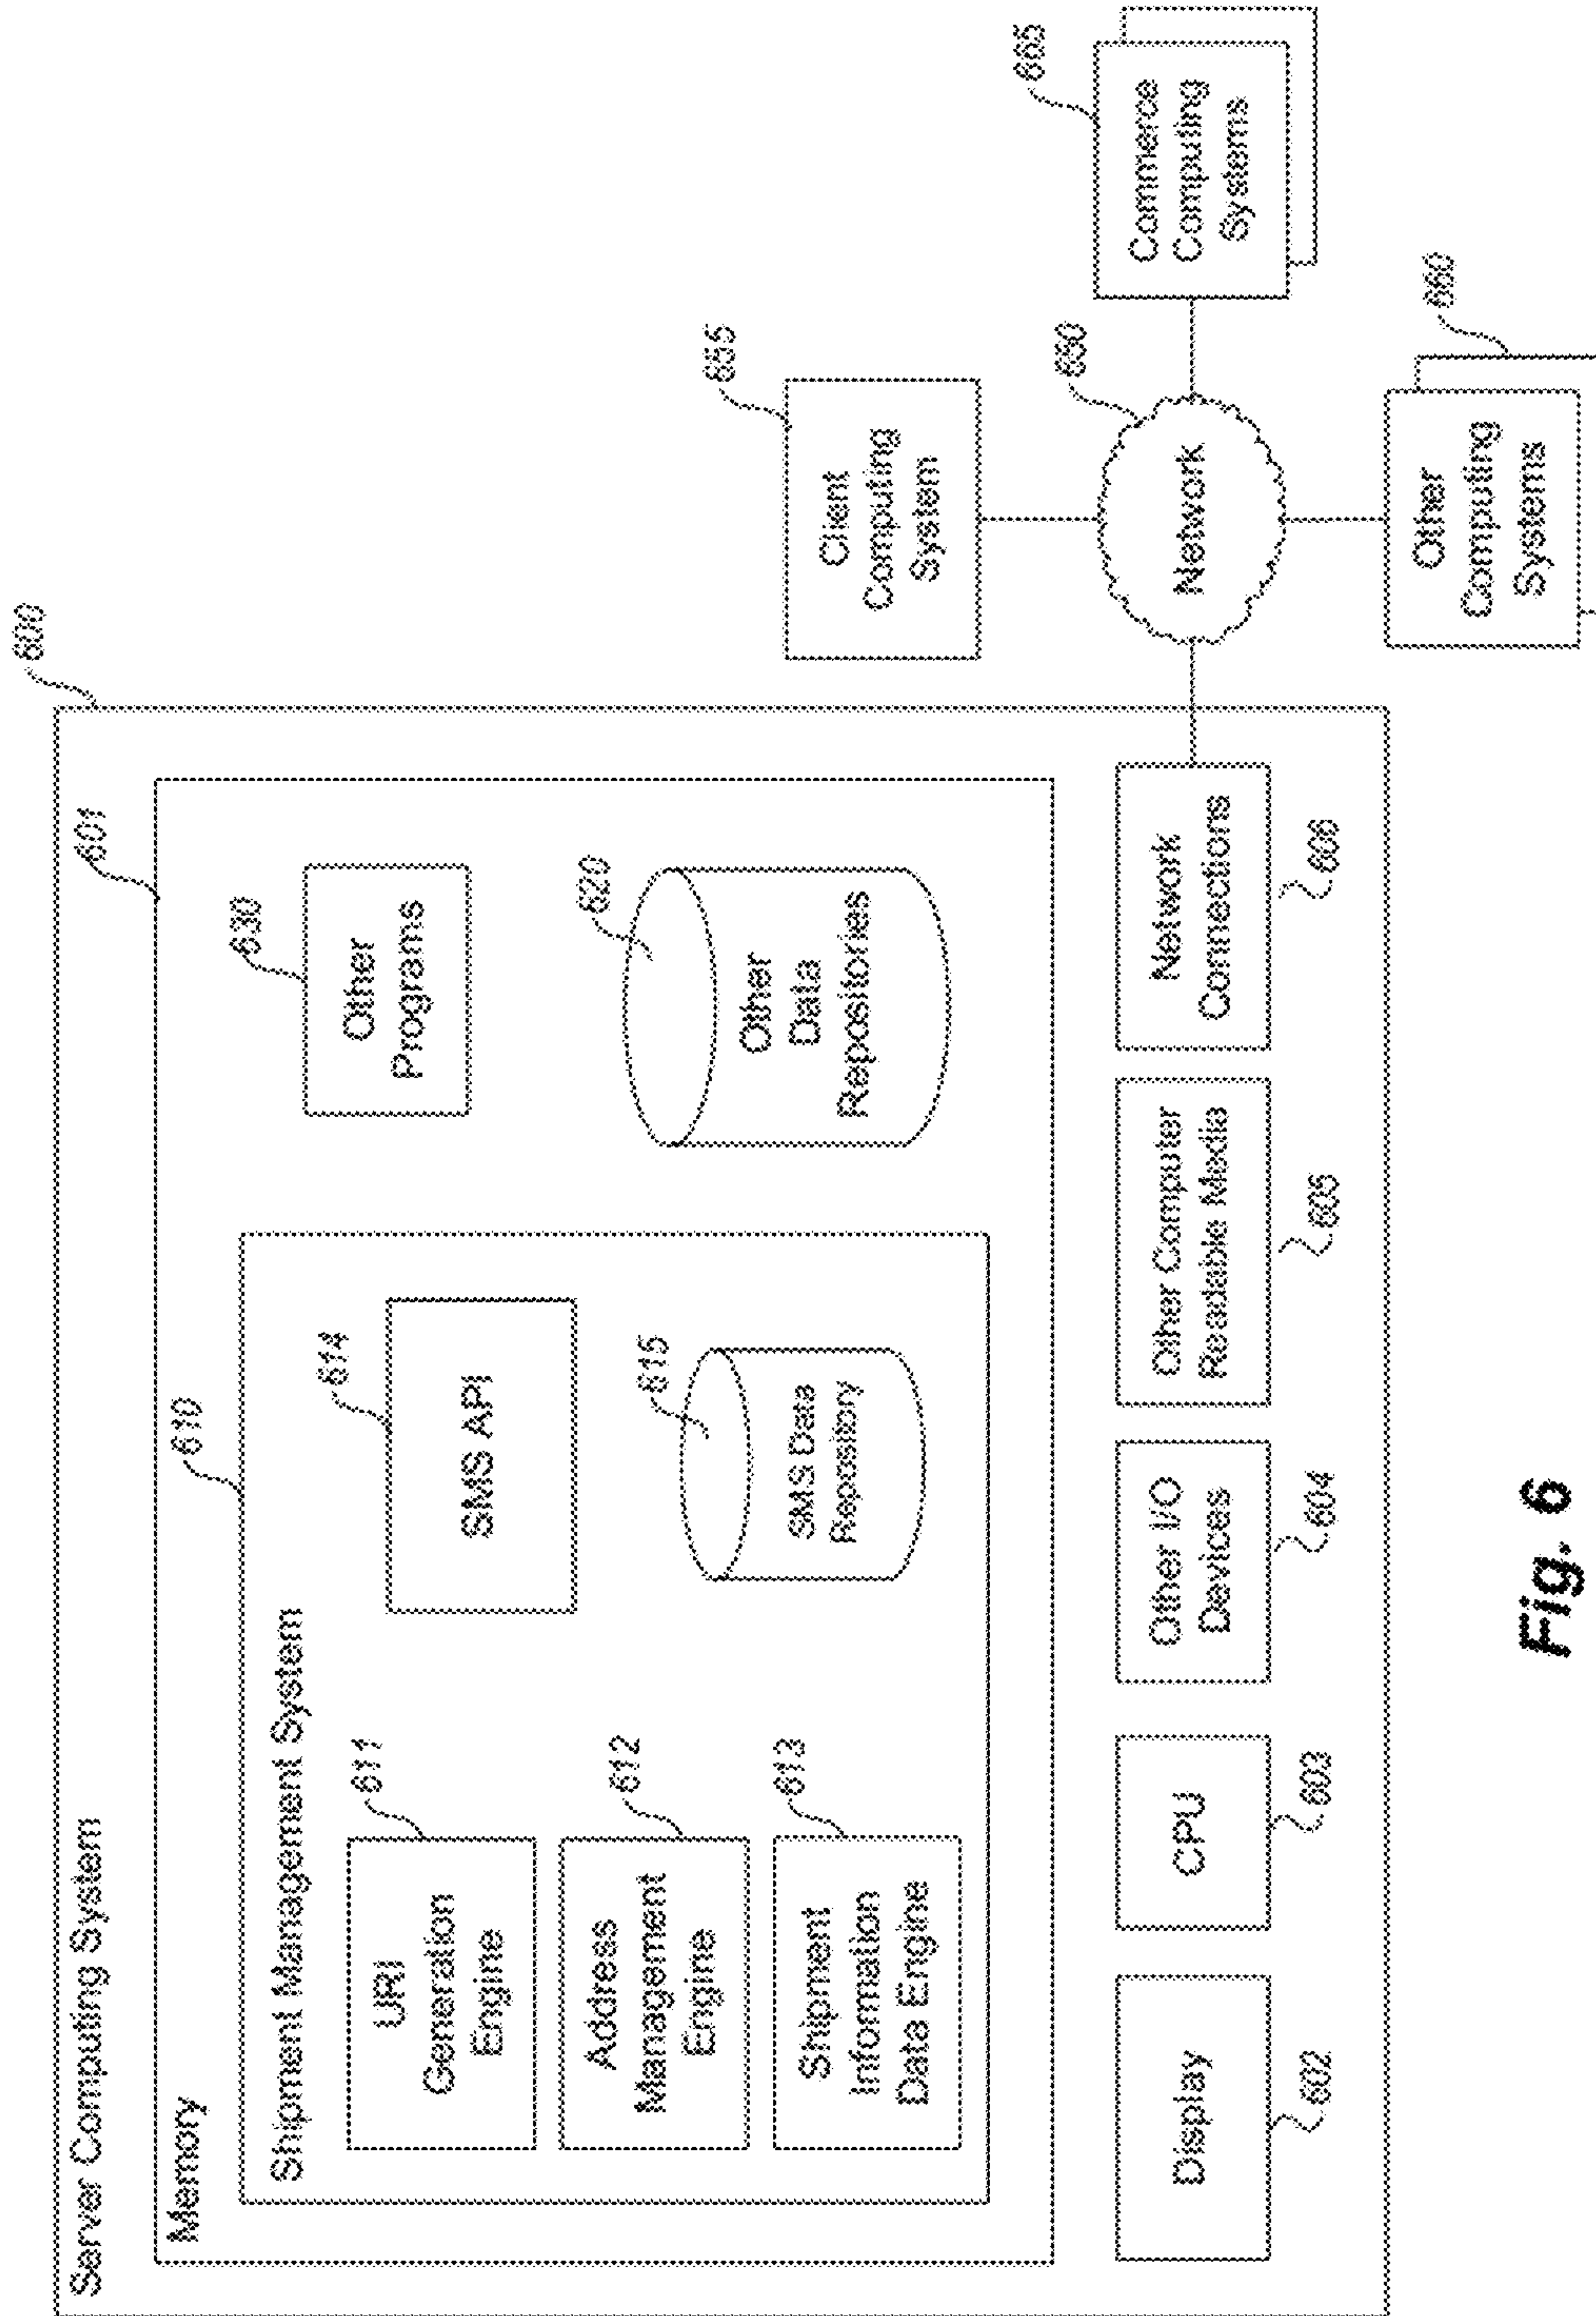 Server Computing System
600
Memory
601
Shipment Management System
610
URI
Generation
Engine
611
Address
Management
Engine
612
Shipment
Information
Data Engine
613
SMS API
614
SMS Data
Repository
615
Other
Programs
630
Other
Data
Repositories
620
Display
602
CPU
603
Other I/O
Devices
604
Other Computer
Readable Media
605
Network
Connections
606
Client
Computing
System
655
Network
650
Commerce
Computing
Systems
665
Other
Computing
Systems
660
Fig. 6